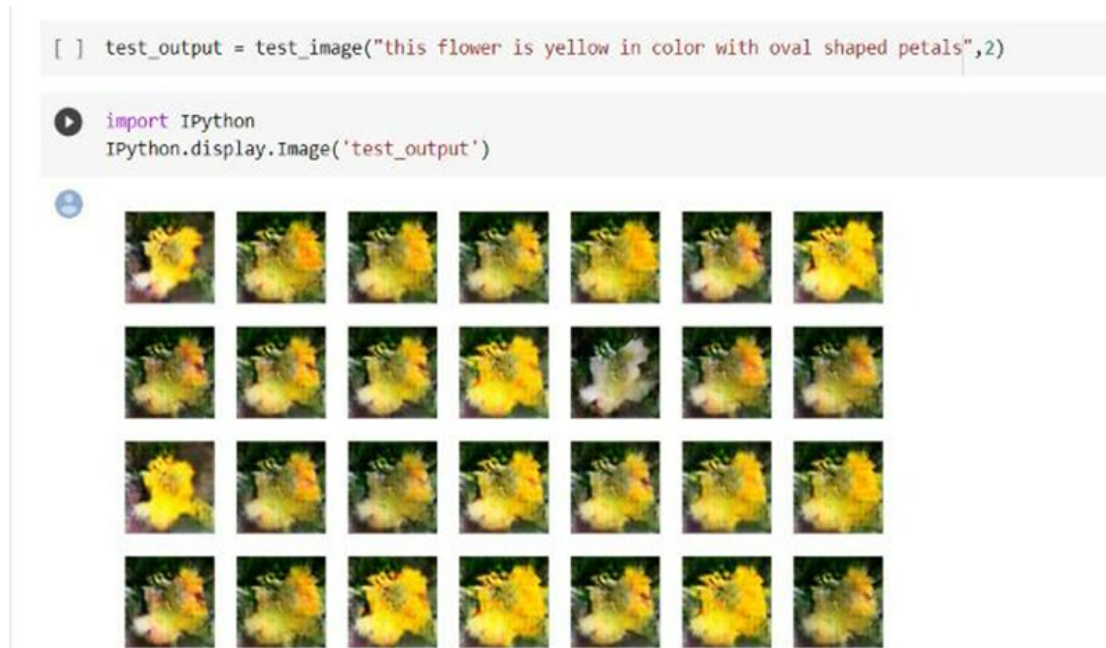 [ ] test_output = test_image("this flower is yellow in color with oval shaped petals",2)
import IPython
IPython.display.Image('test_output')